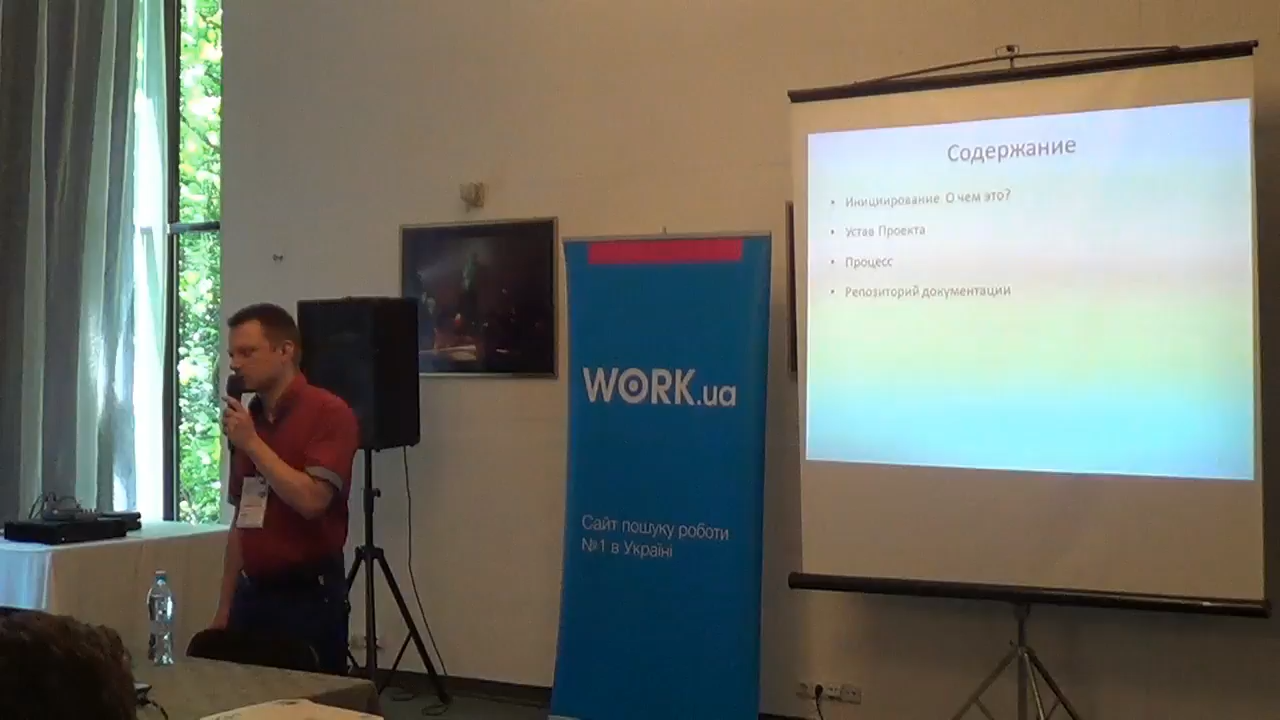 WORK.ua
Сайт пошуку роботи
№1 в Україні
Содержание
• Инициирование. О чем это?
• Устав Проекта
• Процесс
• Репозиторий документации